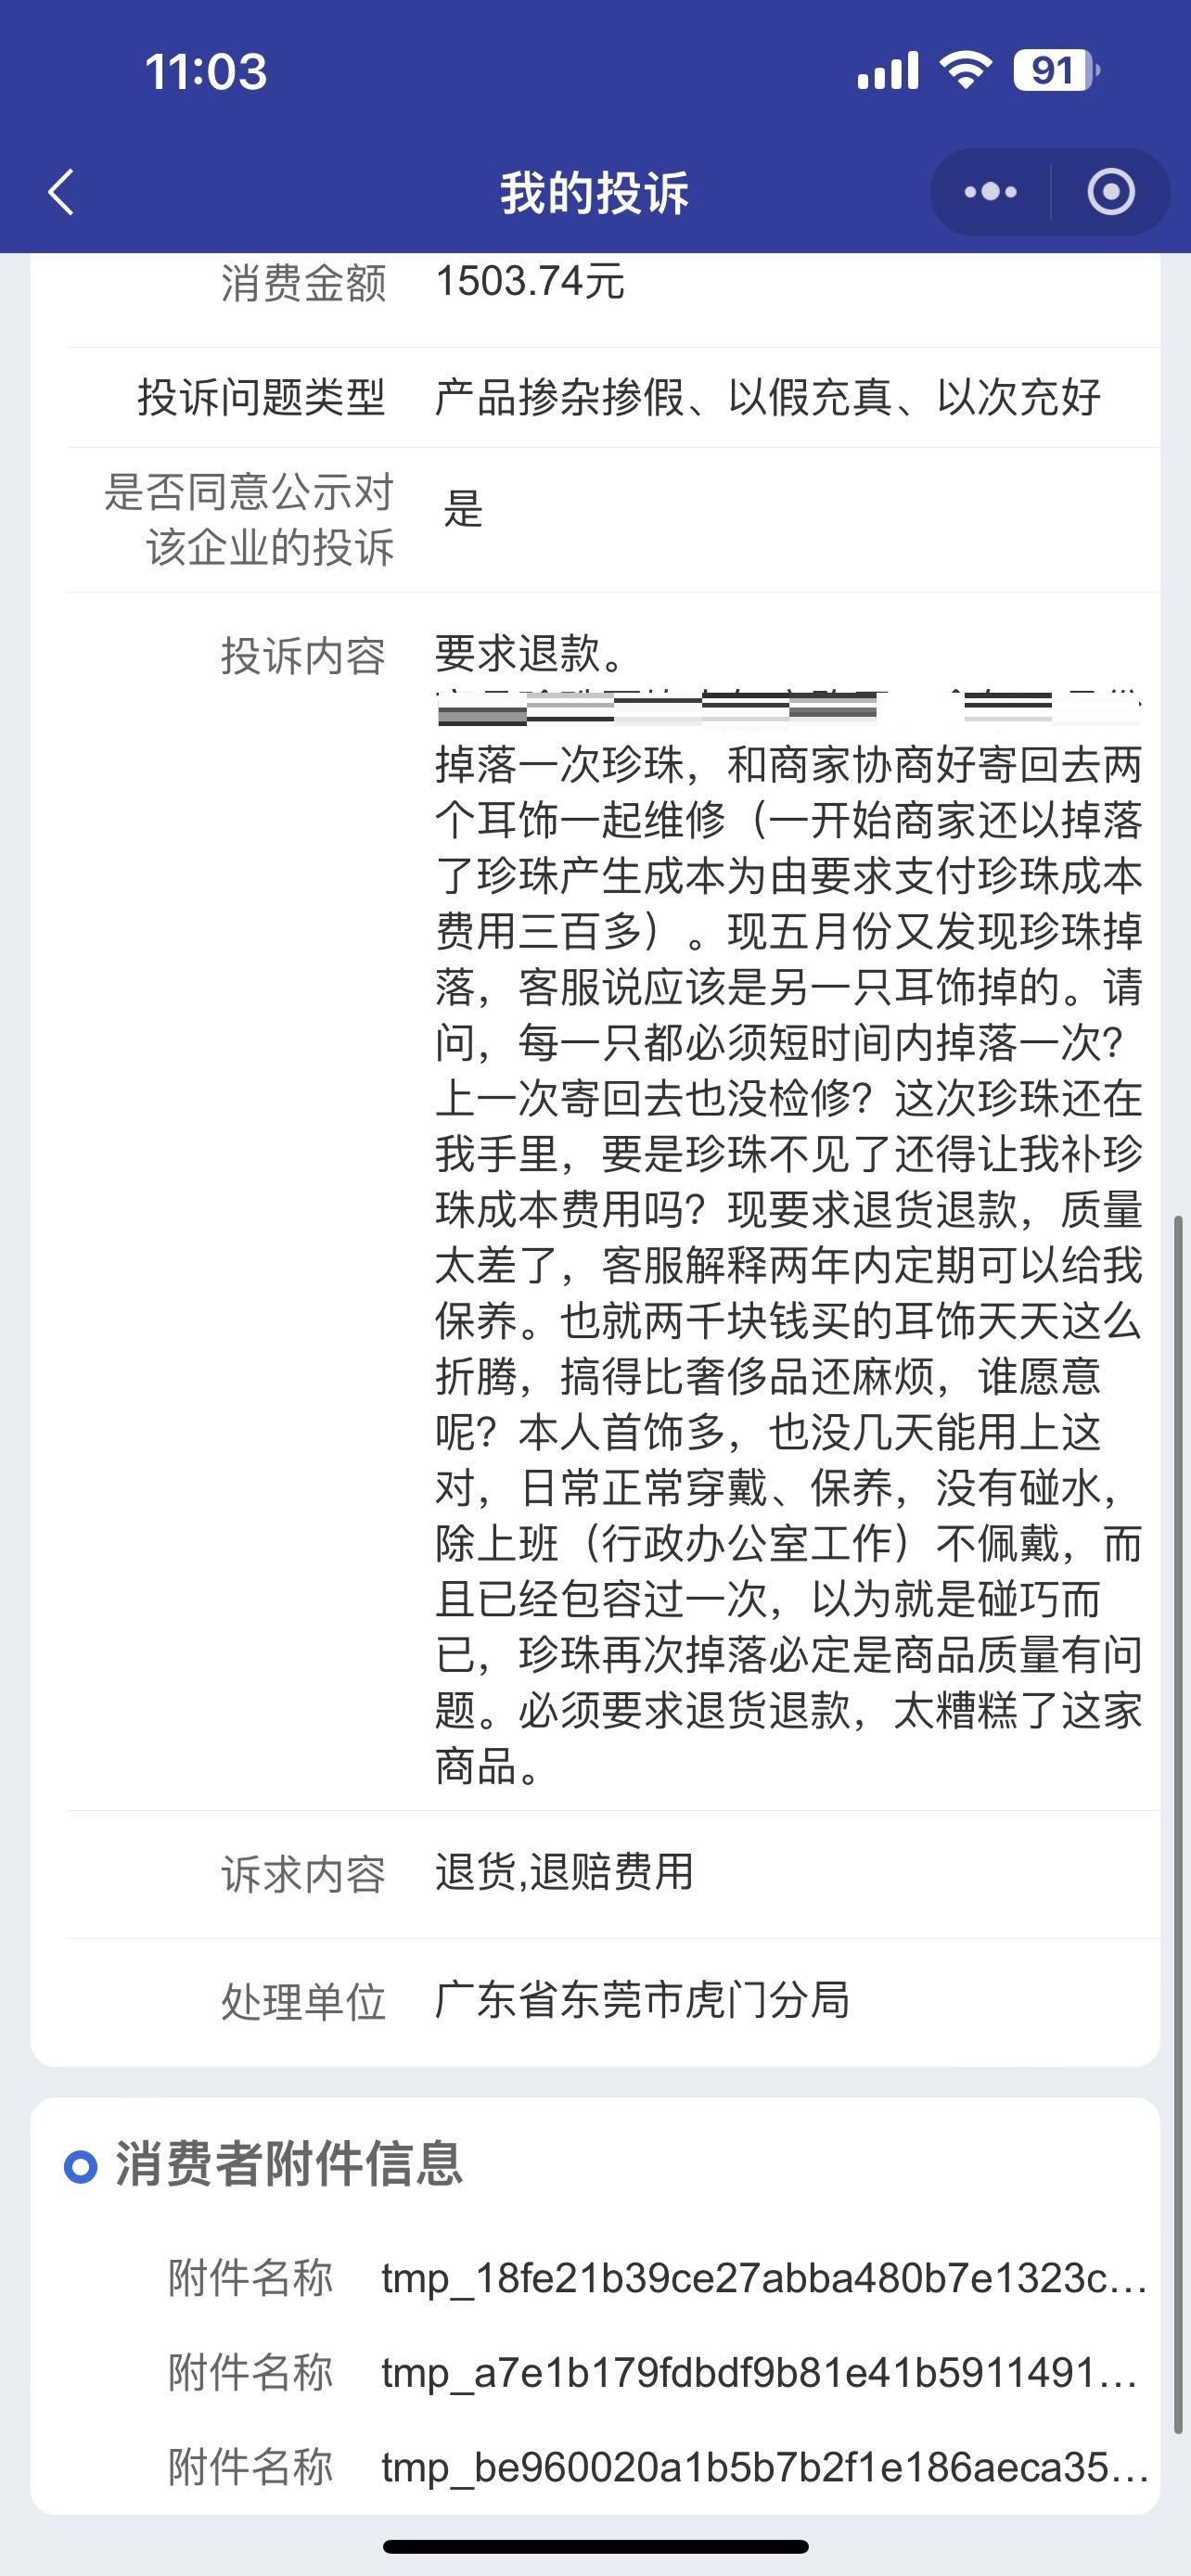 11:03
91
我的投诉
消费金额 1503.74元
投诉问题类型 产品掺杂掺假、以假充真、以次充好
是否同意公示对
该企业的投诉
是
投诉内容 要求退款。
掉落一次珍珠，和商家协商好寄回去两
个耳饰一起维修（一开始商家还以掉落
了珍珠产生成本为由要求支付珍珠成本
费用三百多）。现五月份又发现珍珠掉
落，客服说应该是另一只耳饰掉的。请
问，每一只都必须短时间内掉落一次？
上一次寄回去也没检修？这次珍珠还在
我手里，要是珍珠不见了还得让我补珍
珠成本费用吗？现要求退货退款，质量
太差了，客服解释两年内定期可以给我
保养。也就两千块钱买的耳饰天天这么
折腾，搞得比奢侈品还麻烦，谁愿意
呢？本人首饰多，也没几天能用上这
对，日常正常穿戴、保养，没有碰水，
除上班（行政办公室工作）不佩戴，而
且已经包容过一次，以为就是碰巧而
已，珍珠再次掉落必定是商品质量有问
题。必须要求退货退款，太糟糕了这家
商品。
诉求内容 退货,退赔费用
处理单位 广东省东莞市虎门分局
消费者附件信息
附件名称 tmp_18fe21b39ce27abba480b7e1323c...
附件名称 tmp_a7e1b179fdbdf9b81e41b5911491...
附件名称 tmp_be960020a1b5b7b2f1e186aeca35...